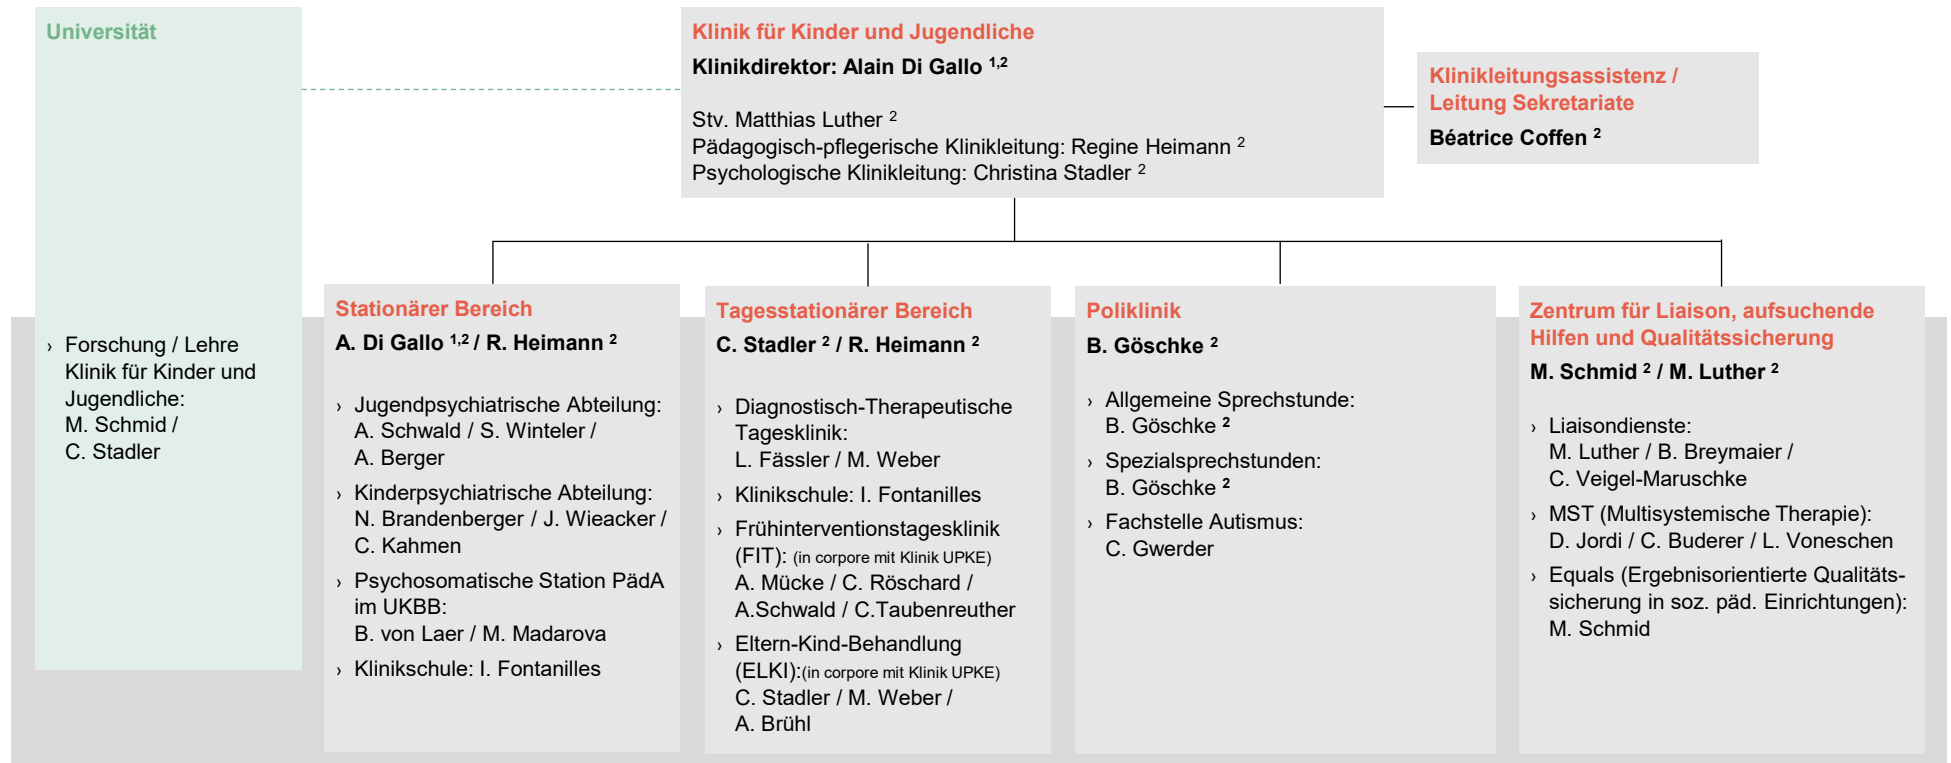 Universität
› Forschung / Lehre
Klinik für Kinder und
Jugendliche:
M. Schmid /
C. Stadler
Klinik für Kinder und Jugendliche
Klinikdirektor: Alain Di Gallo 1,2
Stv. Matthias Luther 2
Pädagogisch-pflegerische Klinikleitung: Regine Heimann 2
Psychologische Klinikleitung: Christina Stadler 2
Klinikleitungsassistenz /
Leitung Sekretariate
Béatrice Coffen 2
Stationärer Bereich
A. Di Gallo 1,2 / R. Heimann 2
› Jugendpsychiatrische Abteilung:
A. Schwald / S. Winteler /
A. Berger
› Kinderpsychiatrische Abteilung:
N. Brandenberger / J. Wieacker /
C. Kahmen
› Psychosomatische Station PädA
im UKBB:
B. von Laer / M. Madarova
› Klinikschule: I. Fontanilles
Tagesstationärer Bereich
C. Stadler 2 / R. Heimann 2
› Diagnostisch-Therapeutische
Tagesklinik:
L. Fässler / M. Weber
› Klinikschule: I. Fontanilles
› Frühinterventionstagesklinik
(FIT): (in corpore mit Klinik UPKE)
A. Mücke / C. Röschard /
A.Schwald / C.Taubenreuther
› Eltern-Kind-Behandlung
(ELKI):(in corpore mit Klinik UPKE)
C. Stadler / M. Weber /
A. Brühl
Poliklinik
B. Göschke 2
› Allgemeine Sprechstunde:
B. Göschke 2
› Spezialsprechstunden:
B. Göschke 2
› Fachstelle Autismus:
C. Gwerder
Zentrum für Liaison, aufsuchende
Hilfen und Qualitätssicherung
M. Schmid 2 / M. Luther 2
› Liaisondienste:
M. Luther / B. Breymaier /
C. Veigel-Maruschke
› MST (Multisystemische Therapie):
D. Jordi / C. Buderer / L. Voneschen
› Equals (Ergebnisorientierte Qualitäts-
sicherung in soz. päd. Einrichtungen):
M. Schmid